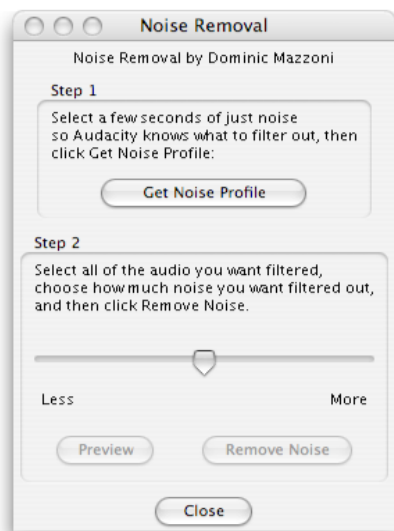 Noise Removal
Noise Removal by Dominic Mazzoni
Step 1
Select a few seconds of just noise
so Audacity knows what to filter out, then
click Get Noise Profile:
Get Noise Profile
Step 2
Select all of the audio you want filtered,
choose how much noise you want filtered out,
and then click Remove Noise.
Less More
Preview Remove Noise
Close